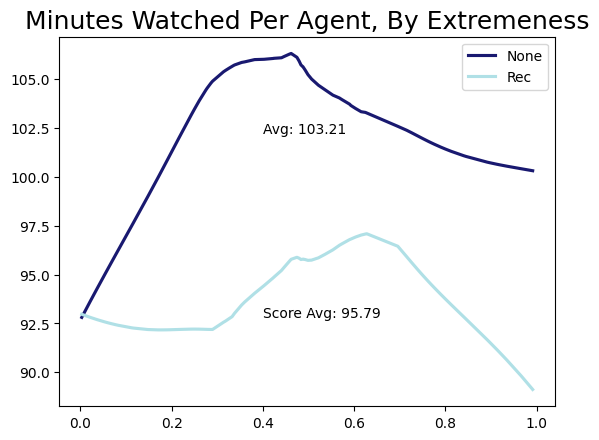 Minutes Watched Per Agent, By Extremeness
None
Rec
105.0
102.5
100.0
97.5
95.0
92.5
90.0
Avg: 103.21
Score Avg: 95.79
0.0 0.2 0.4 0.6 0.8 1.0